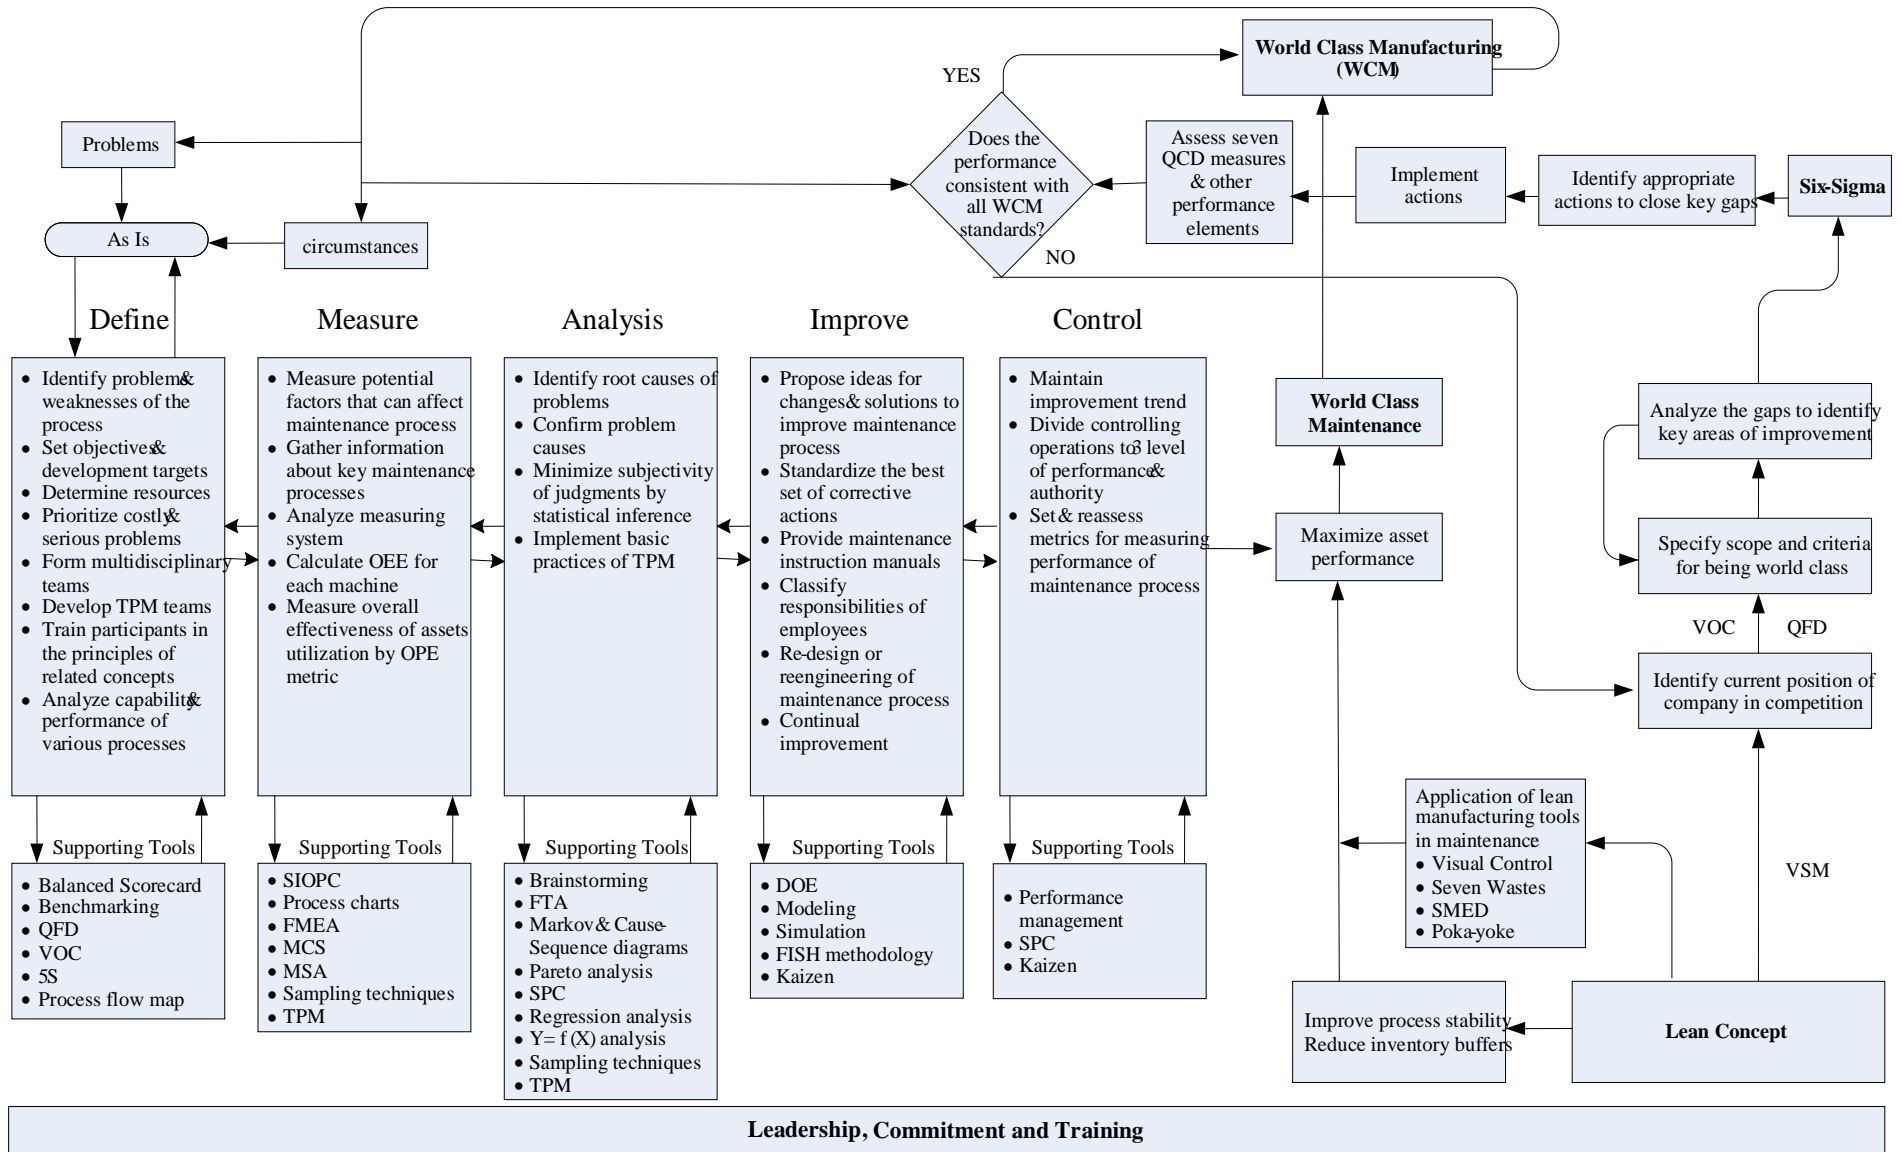 World Class Manufacturing
(WCM)
YES
Problems
Does the
performance
consistent with
all WCM
standards?
Assess seven
QCD measures
& other
performance
elements
Implement
actions
Identify appropriate
actions to close key gaps
Six-Sigma
As Is
circumstances
NO
Define
Measure
Analysis
Improve
Control
• Identify problem&
weaknesses of the
process
• Set objectives&
development targets
• Determine resources
• Prioritize costly&
serious problems
• Form multidisciplinary
teams
• Develop TPM teams
• Train participants in
the principles of
related concepts
• Analyze capability&
performance of
various processes
• Measure potential
factors that can affect
maintenance process
• Gather information
about key maintenance
processes
• Analyze measuring
system
• Calculate OEE for
each machine
• Measure overall
effectiveness of assets
utilization by OPE
metric
• Identify root causes of
problems
• Confirm problem
causes
• Minimize subjectivity
of judgments by
statistical inference
• Implement basic
practices of TPM
• Propose ideas for
changes& solutions to
improve maintenance
process
• Standardize the best
set of corrective
actions
• Provide maintenance
instruction manuals
• Classify
responsibilities of
employees
• Re-design or
reengineering of
maintenance process
• Continual
improvement
• Maintain
improvement trend
• Divide controlling
operations to3 level
of performance&
authority
• Set & reassess
metrics for measuring
performance of
maintenance process
World Class
Maintenance
Maximize asset
performance
Analyze the gaps to identify
key areas of improvement
Specify scope and criteria
for being world class
VOC
QFD
Identify current position of
company in competition
Supporting Tools
Supporting Tools
Supporting Tools
Supporting Tools
Supporting Tools
• Balanced Scorecard
• Benchmarking
• QFD
• VOC
• 5S
• Process flow map
• SIOPC
• Process charts
• FMEA
• MCS
• MSA
• Sampling techniques
• TPM
• Brainstorming
• FTA
• Markov & Cause-
Sequence diagrams
• Pareto analysis
• SPC
• Regression analysis
• Y= f (X) analysis
• Sampling techniques
• TPM
• DOE
• Modeling
• Simulation
• FISH methodology
• Kaizen
• Performance
management
• SPC
• Kaizen
Application of lean
manufacturing tools
in maintenance
• Visual Control
• Seven Wastes
• SMED
• Poka-yoke
VSM
Improve process stability
Reduce inventory buffers
Lean Concept
Leadership, Commitment and Training